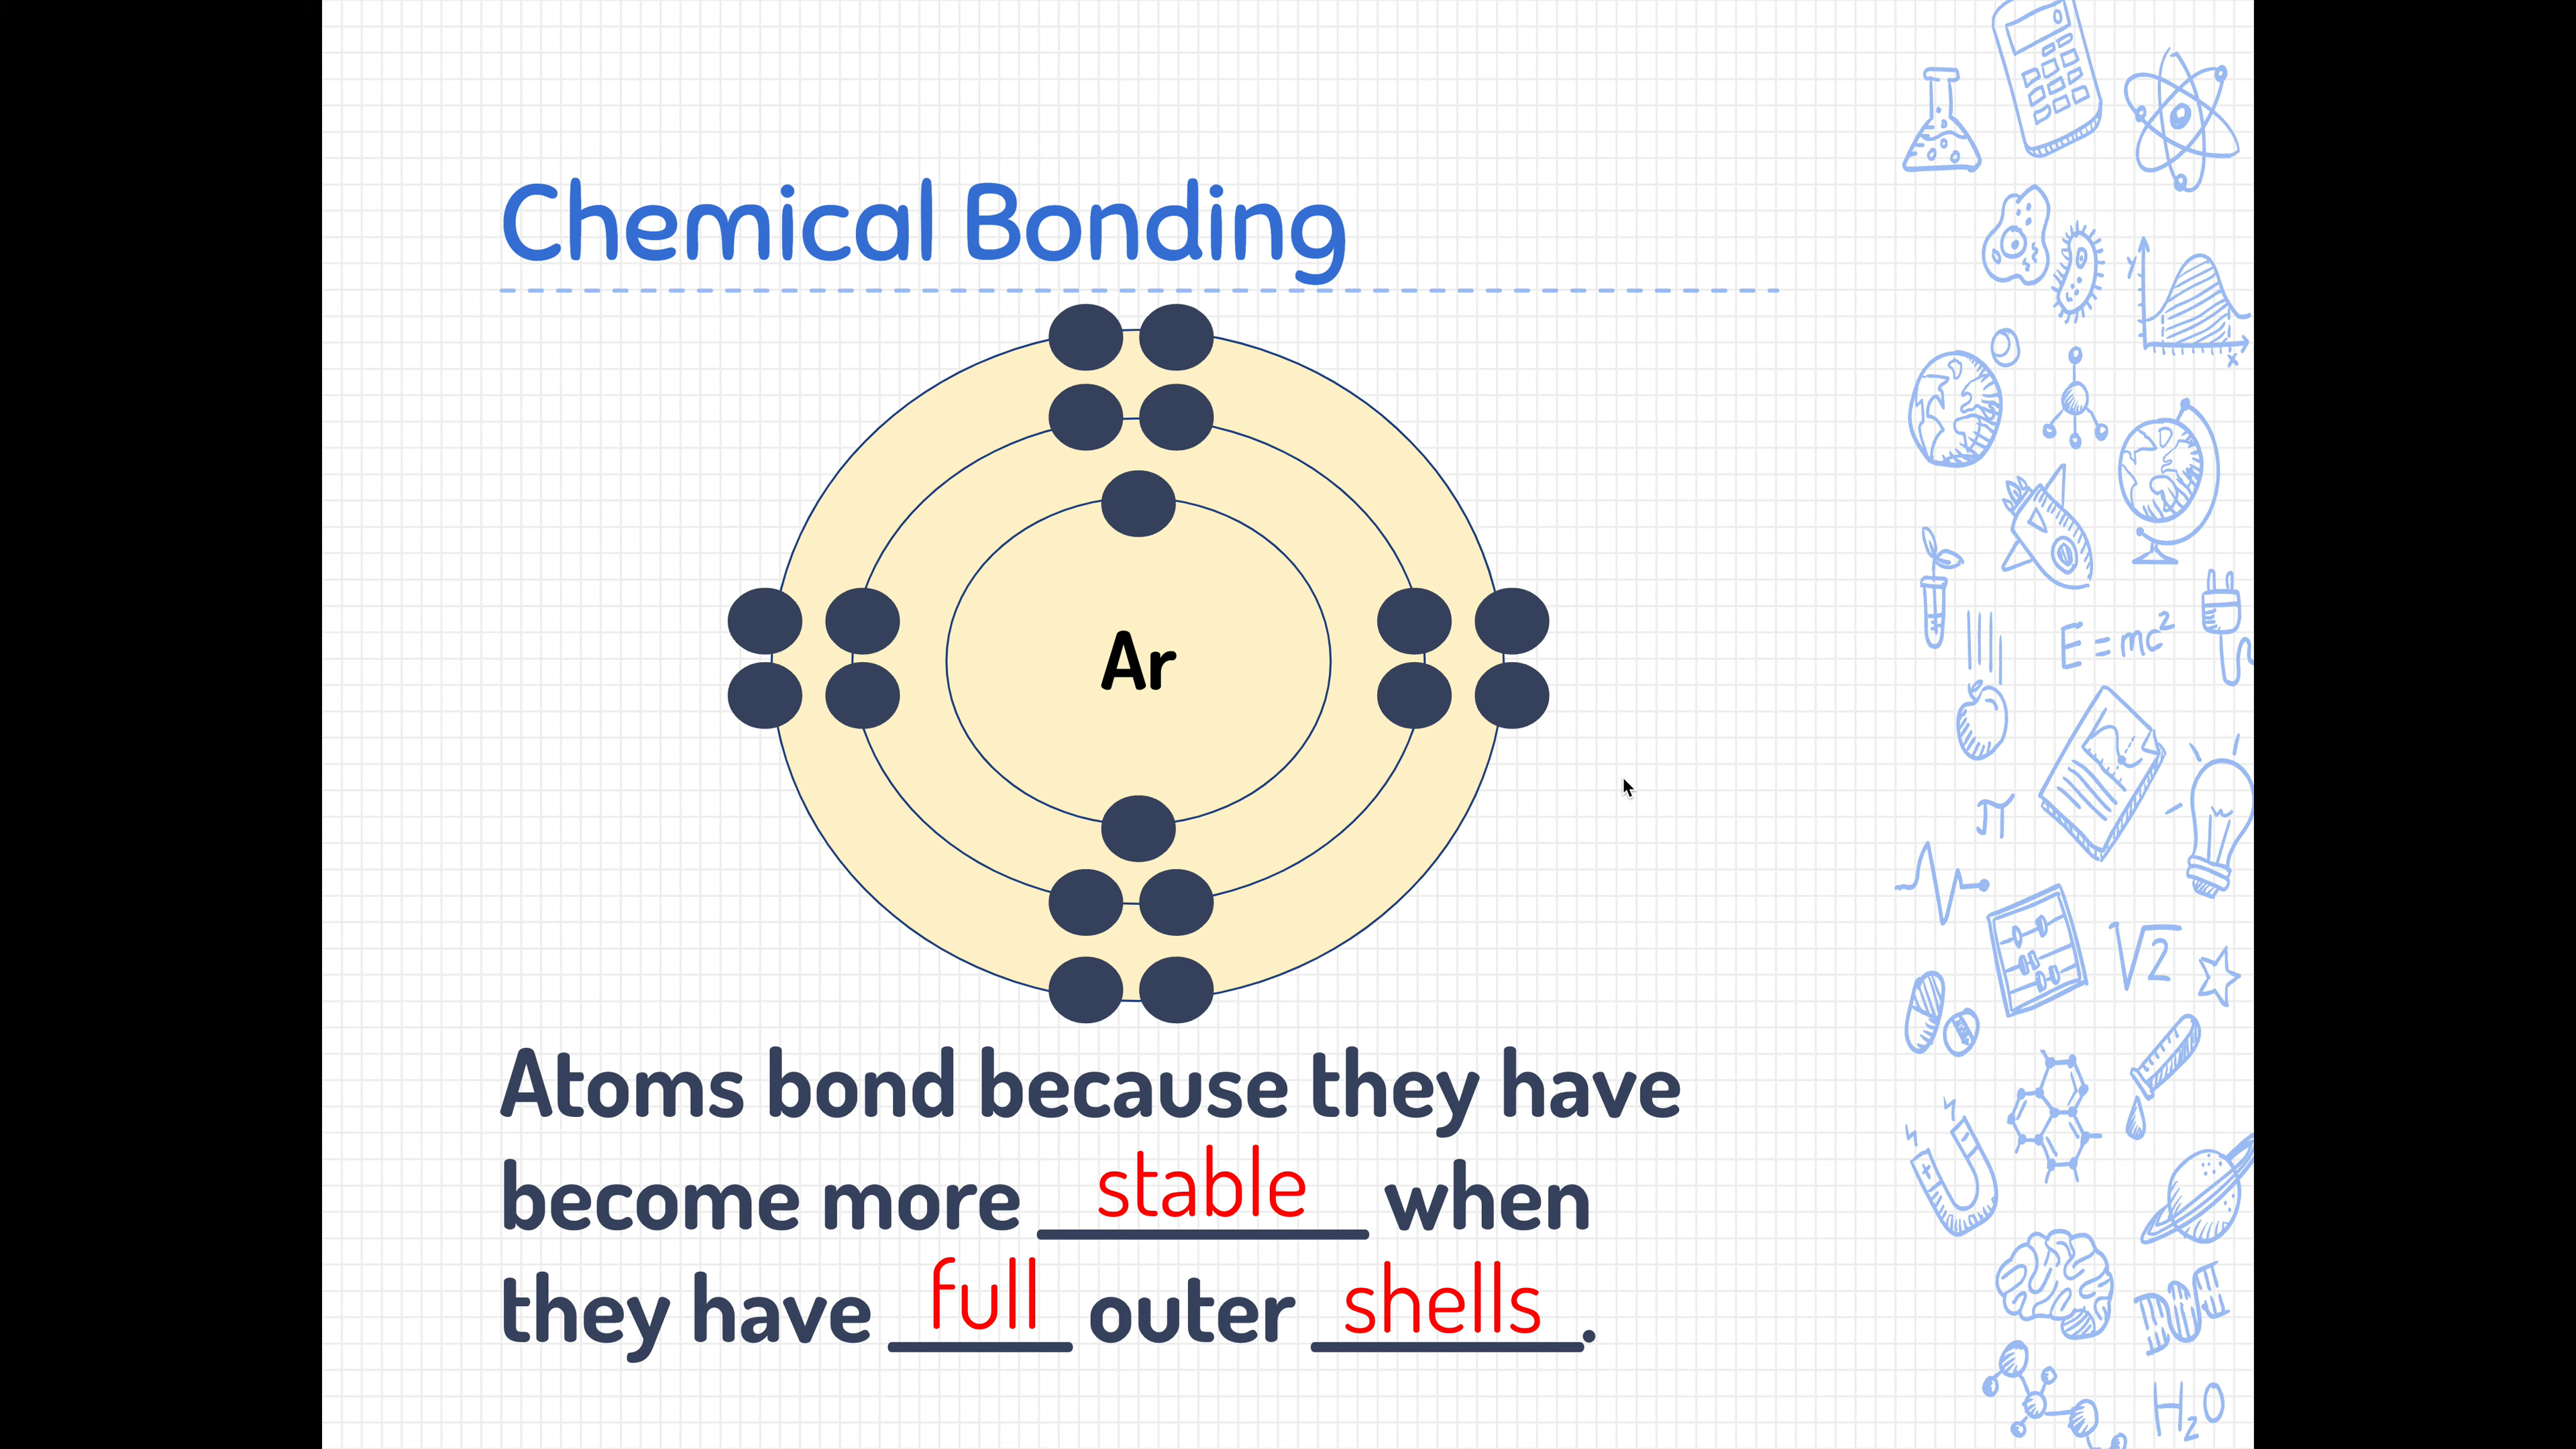 Chemical Bonding
Ar
Atoms bond because they have
become more stable when
they have full outer shells.
y
x
E = mc²
π
√2
H₂O